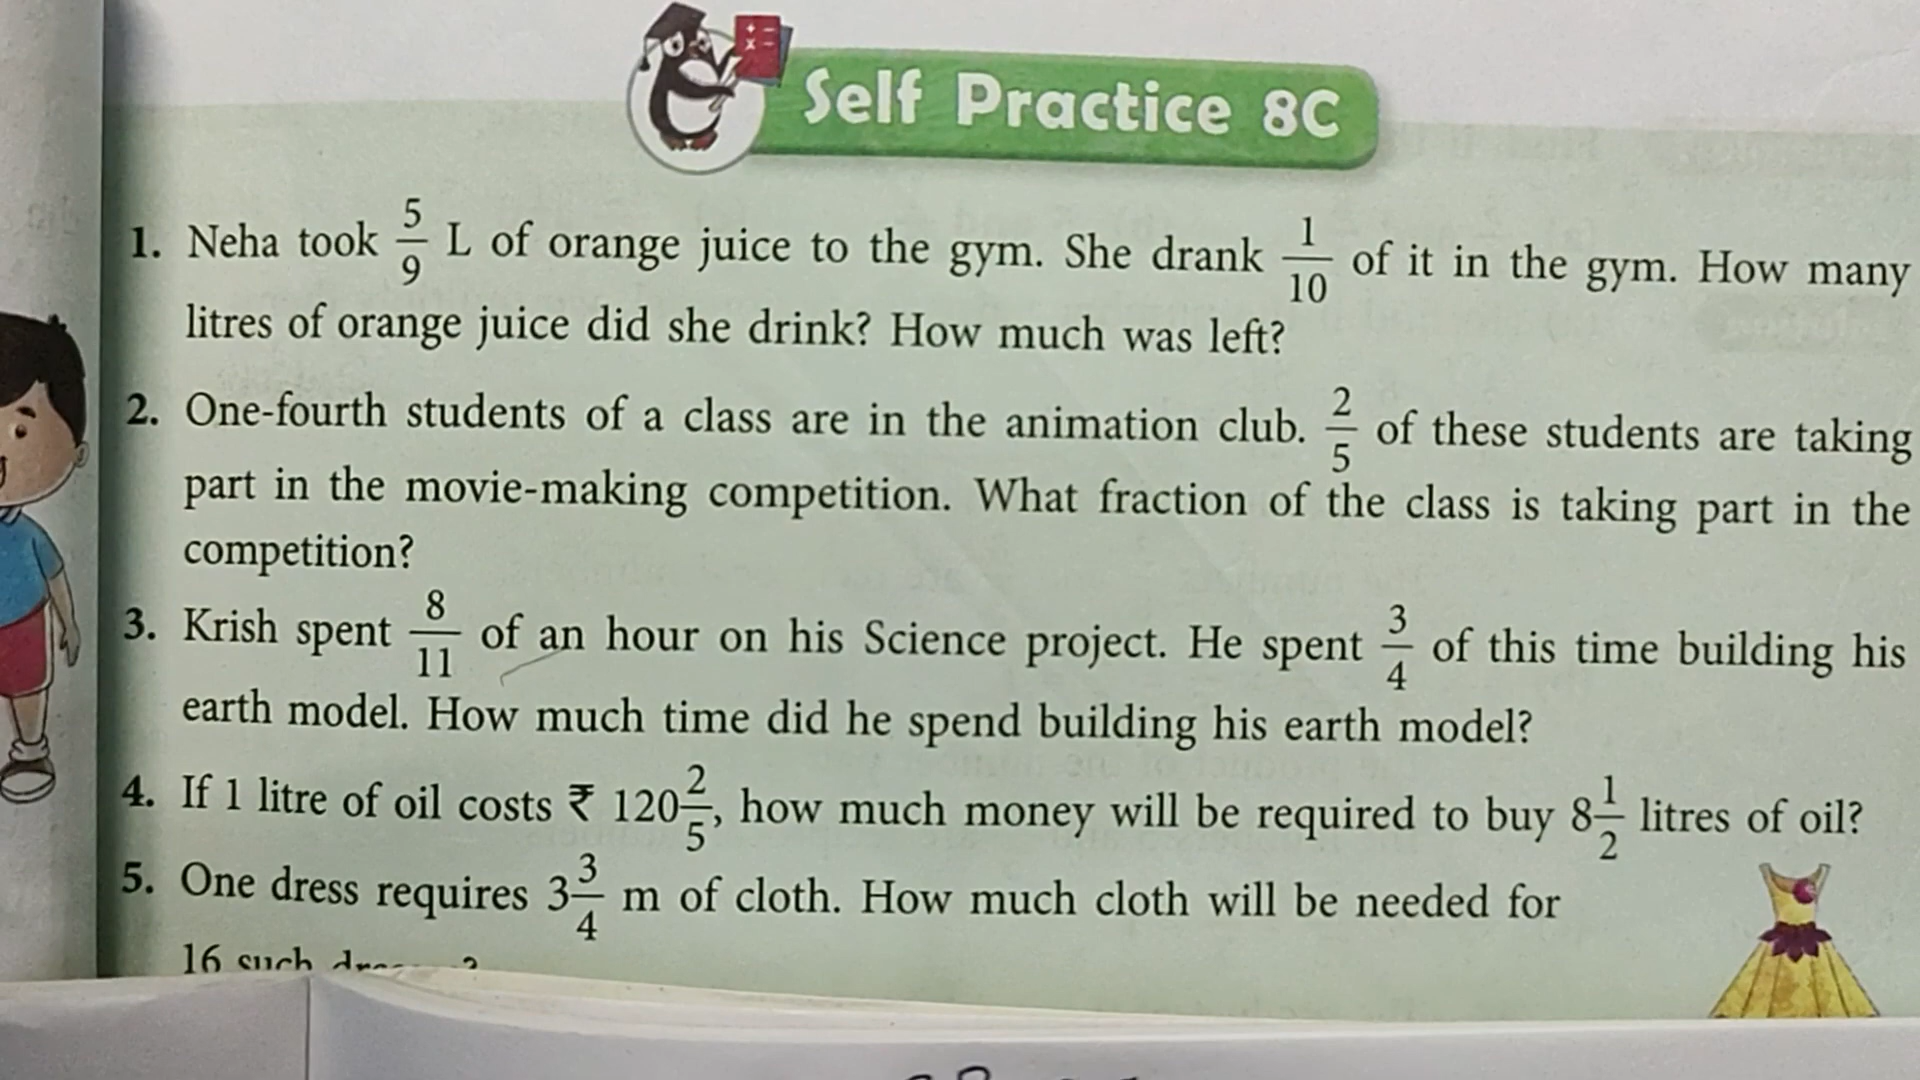 Self Practice 8C
1. Neha took 5/9 L of orange juice to the gym. She drank 1/10 of it in the gym. How many
litres of orange juice did she drink? How much was left?
2. One-fourth students of a class are in the animation club. 2/5 of these students are taking
part in the movie-making competition. What fraction of the class is taking part in the
competition?
3. Krish spent 8/11 of an hour on his Science project. He spent 3/4 of this time building his
earth model. How much time did he spend building his earth model?
4. If 1 litre of oil costs ₹ 120 2/5, how much money will be required to buy 8 1/2 litres of oil?
5. One dress requires 3 3/4 m of cloth. How much cloth will be needed for
16 such